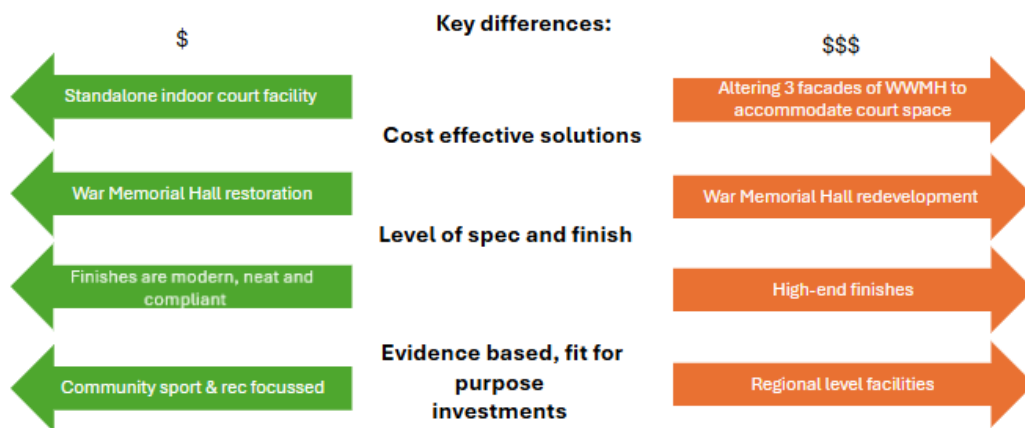 Key differences:
$
$$$
Standalone indoor court facility
Altering 3 facades of WWMH to
accommodate court space
Cost effective solutions
War Memorial Hall restoration
War Memorial Hall redevelopment
Level of spec and finish
Finishes are modern, neat and
compliant
High-end finishes
Evidence based, fit for
purpose
investments
Community sport & rec focussed
Regional level facilities